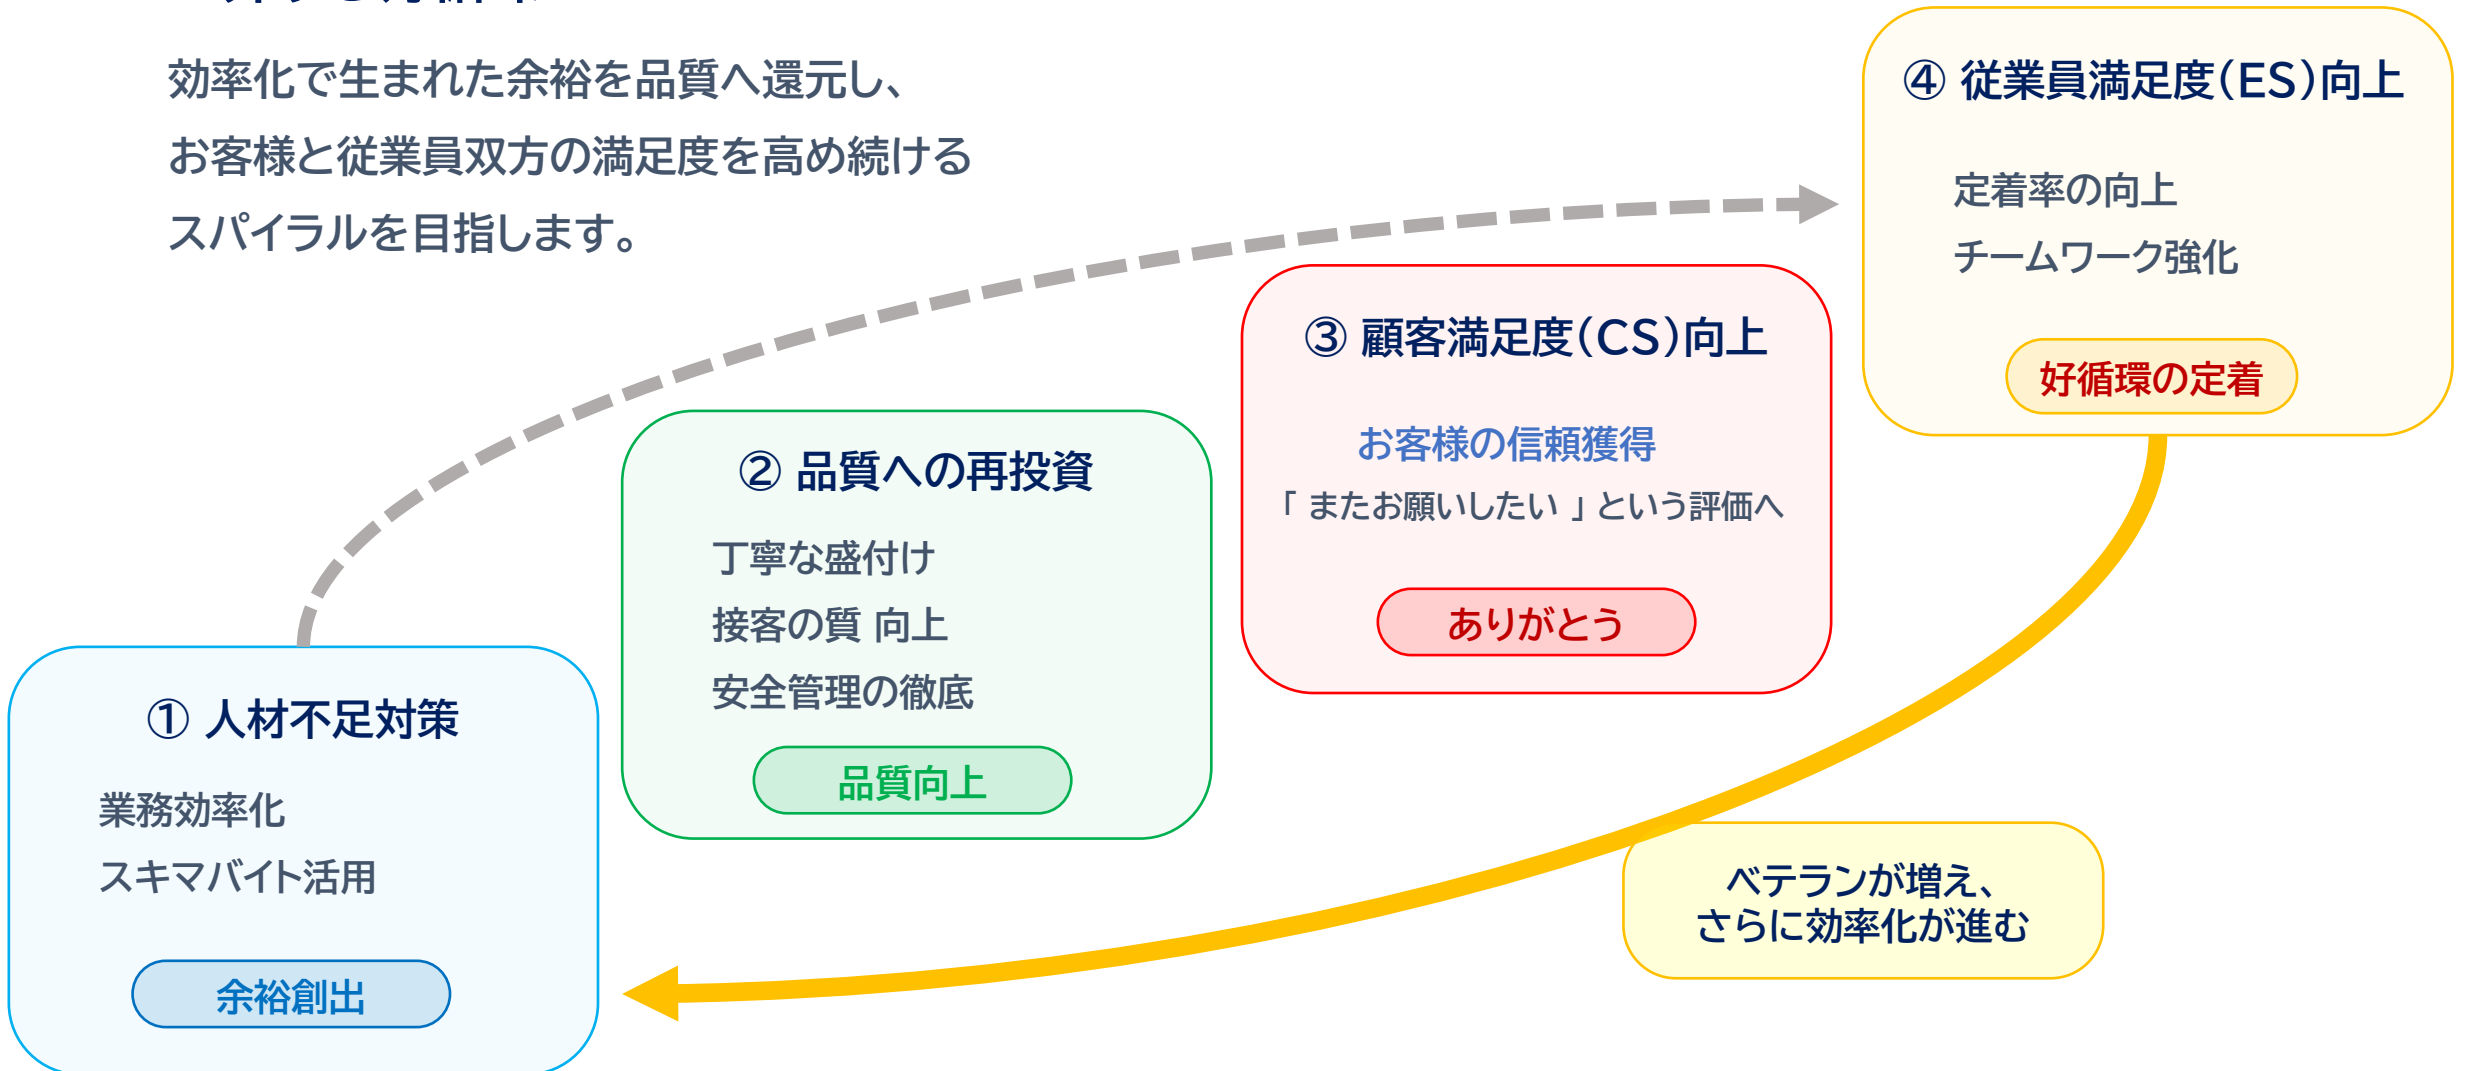 効率化で生まれた余裕を品質へ還元し、
お客様と従業員双方の満足度を高め続ける
スパイラルを目指します。
① 人材不足対策
業務効率化
スキマバイト活用
余裕創出
② 品質への再投資
丁寧な盛付け
接客の質 向上
安全管理の徹底
品質向上
③ 顧客満足度(CS)向上
お客様の信頼獲得
「 またお願いしたい 」という評価へ
ありがとう
④ 従業員満足度(ES)向上
定着率の向上
チームワーク強化
好循環の定着
ベテランが増え、
さらに効率化が進む